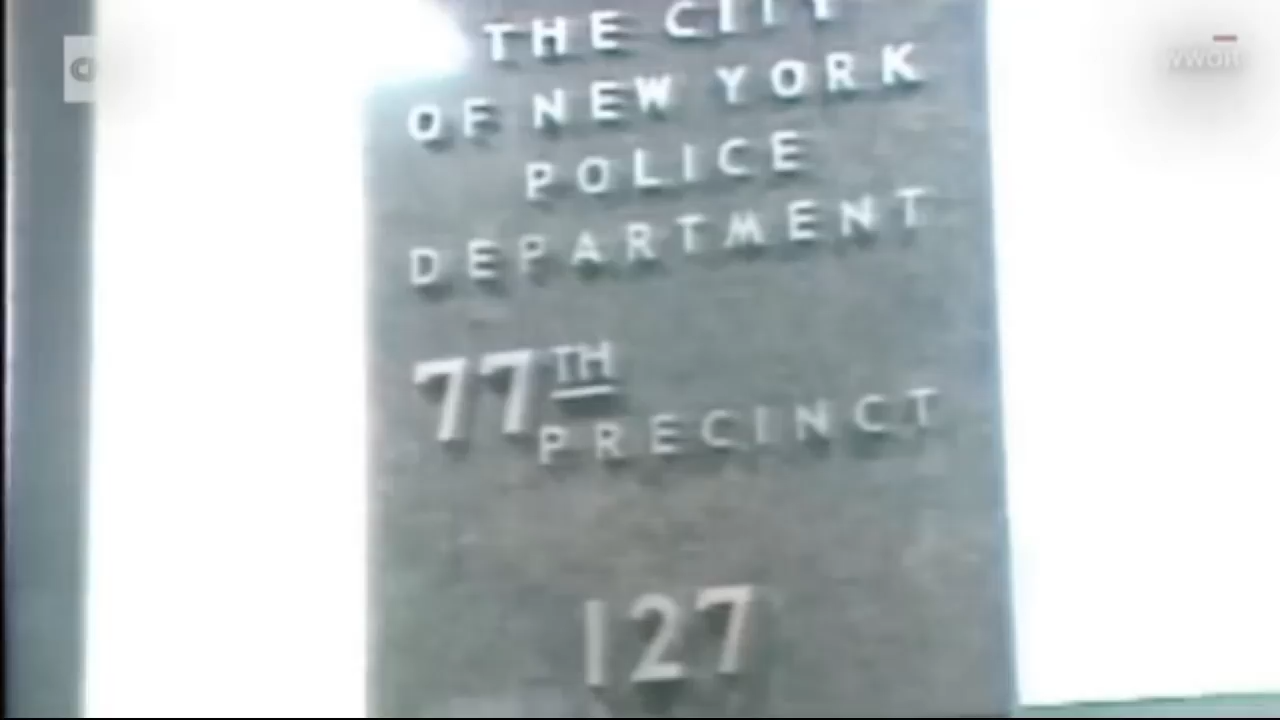 THE CITY
OF NEW YORK
POLICE
DEPARTMENT
77TH
PRECINCT
127